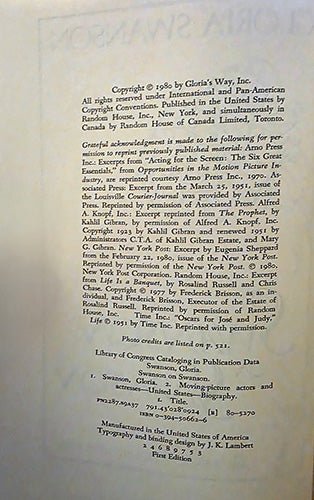 GLORIA SWANSON
Copyright © 1980 by Gloria's Way, Inc.
All rights reserved under International and Pan-American
Copyright Conventions. Published in the United States by
Random House, Inc., New York, and simultaneously in
Canada by Random House of Canada Limited, Toronto.
Grateful acknowledgment is made to the following for per-
mission to reprint previously published material: Arno Press
Inc.: Excerpts from "Acting for the Screen: The Six Great
Essentials," from Opportunities in the Motion Picture In-
dustry, are reprinted courtesy Arno Press Inc., 1970. As-
sociated Press: Excerpt from the March 25, 1951, issue of
the Louisville Courier-Journal was provided by Associated
Press. Reprinted by permission of Associated Press. Alfred
A. Knopf, Inc.: Excerpt reprinted from The Prophet, by
Kahlil Gibran, by permission of Alfred A. Knopf, Inc.
Copyright 1923 by Kahlil Gibran and renewed 1951 by
Administrators C.T.A. of Kahlil Gibran Estate, and Mary
G. Gibran. New York Post: Excerpt by Eugenia Sheppard
from the February 22, 1980, issue of the New York Post.
Reprinted by permission of the New York Post. © 1980,
New York Post Corporation. Random House, Inc.: Excerpt
from Life Is a Banquet, by Rosalind Russell and Chris
Chase. Copyright © 1977 by Frederick Brisson, as an in-
dividual, and Frederick Brisson, Executor of the Estate of
Rosalind Russell. Reprinted by permission of Random
House, Inc. Time Inc.: "Oscars for José and Judy,"
Life © 1951 by Time Inc. Reprinted with permission.
Photo credits are listed on p. 521.
Library of Congress Cataloging in Publication Data
Swanson, Gloria.
Swanson on Swanson.
1. Swanson, Gloria. 2. Moving-picture actors and
actresses—United States—Biography.
I. Title.
PN2287.S9A37 791.43'028'0924 [B] 80-5270
ISBN 0-394-50662-6
Manufactured in the United States of America
Typography and binding design by J. K. Lambert
2 4 6 8 9 7 5 3
First Edition